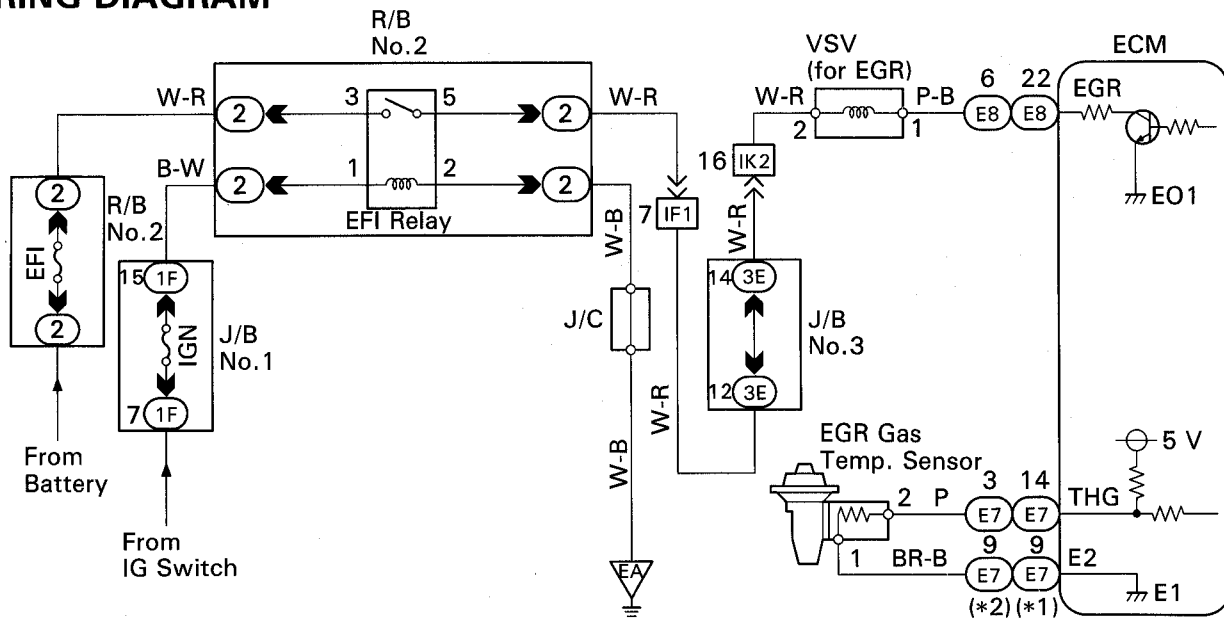 RING DIAGRAM
R/B
No.2
VSV
(for EGR)
ECM
W-R
2
3
5
2
W-R
W-R
2
P-B
1
6
22
E8
E8
EGR
EO1
B-W
2
1
2
2
EFI Relay
16
IK2
7
IF1
W-B
W-R
2
EFI
2
R/B
No.2
15
1F
IGN
7
1F
J/B
No.1
J/C
14
3E
12
3E
J/B
No.3
W-R
W-B
From
Battery
From
IG Switch
EA
EGR Gas
Temp. Sensor
2
P
3
14
E7
E7
THG
5 V
1
BR-B
9
9
E7
E7
E2
E1
(*2)
(*1)